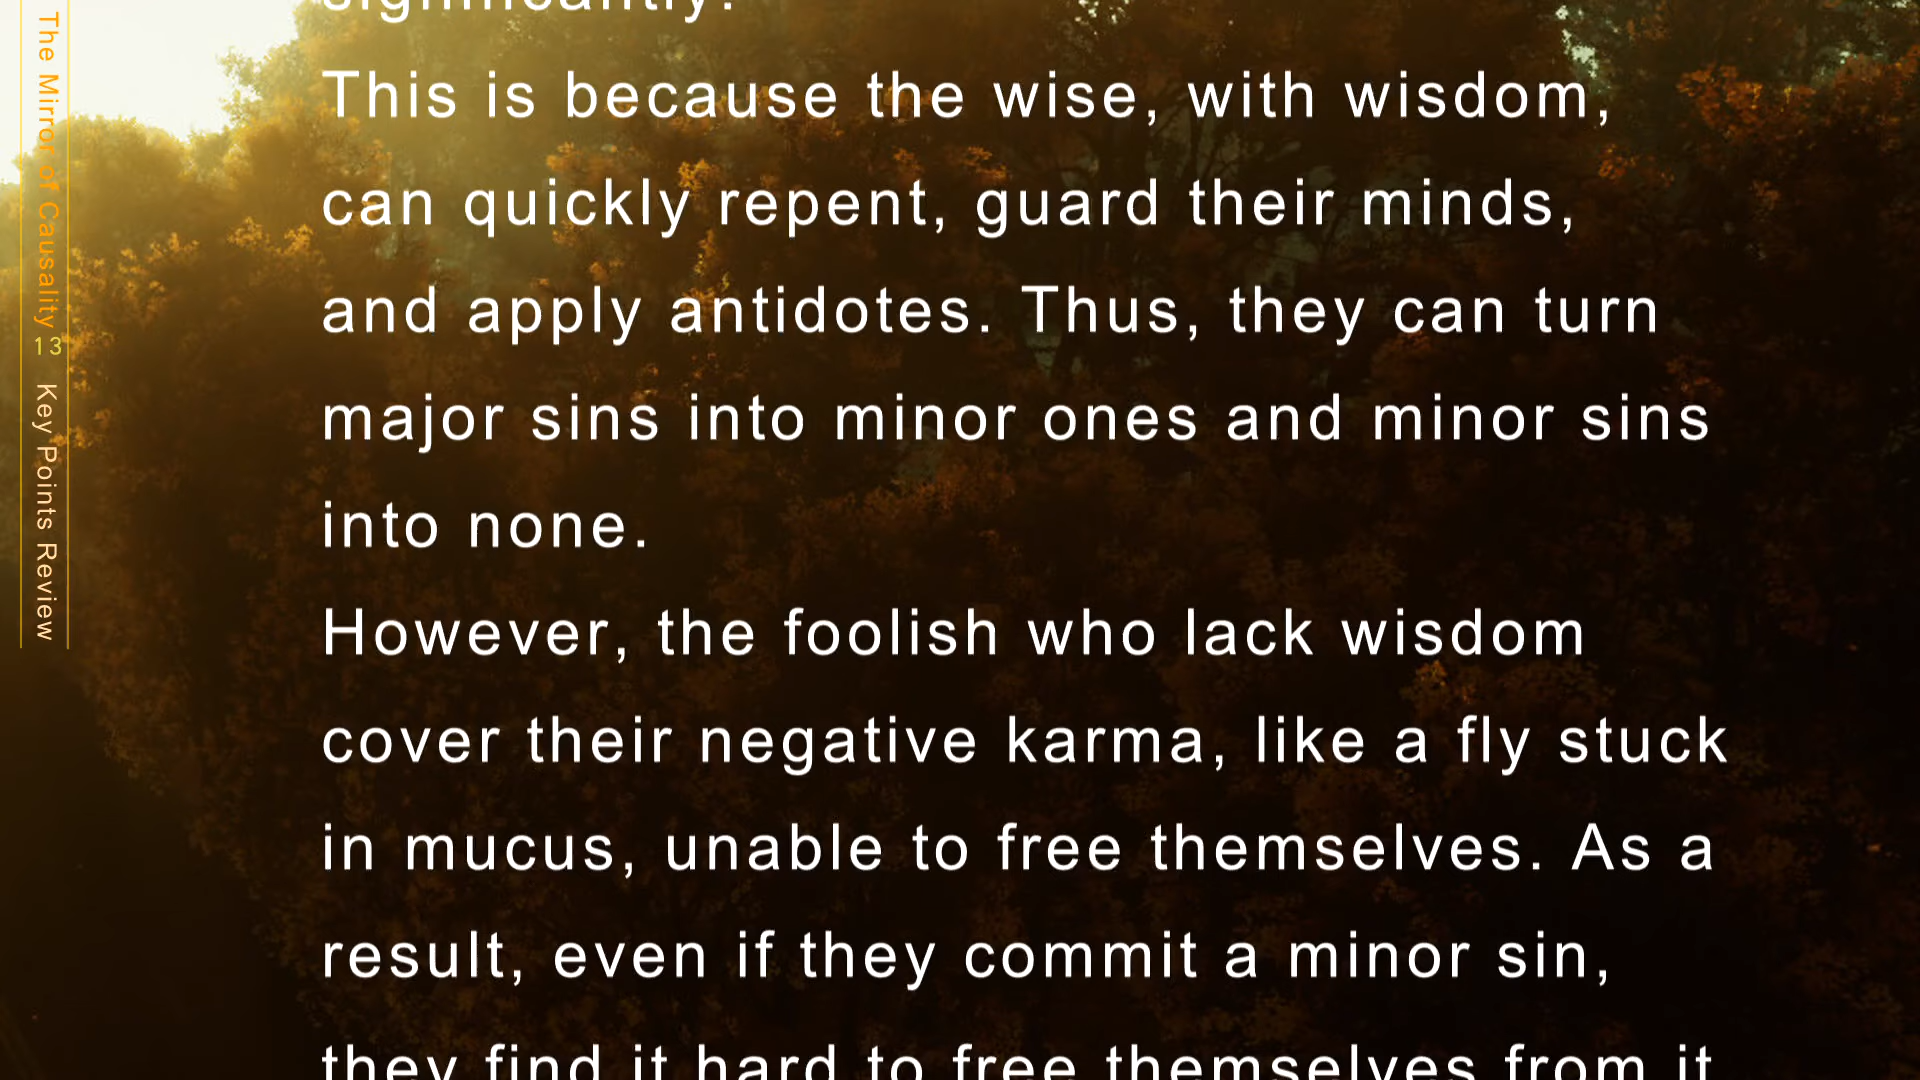 significantly.
This is because the wise, with wisdom,
can quickly repent, guard their minds,
and apply antidotes. Thus, they can turn
major sins into minor ones and minor sins
into none.
However, the foolish who lack wisdom
cover their negative karma, like a fly stuck
in mucus, unable to free themselves. As a
result, even if they commit a minor sin,
they find it hard to free themselves from it
The Mirror of Causality 13 Key Points Review